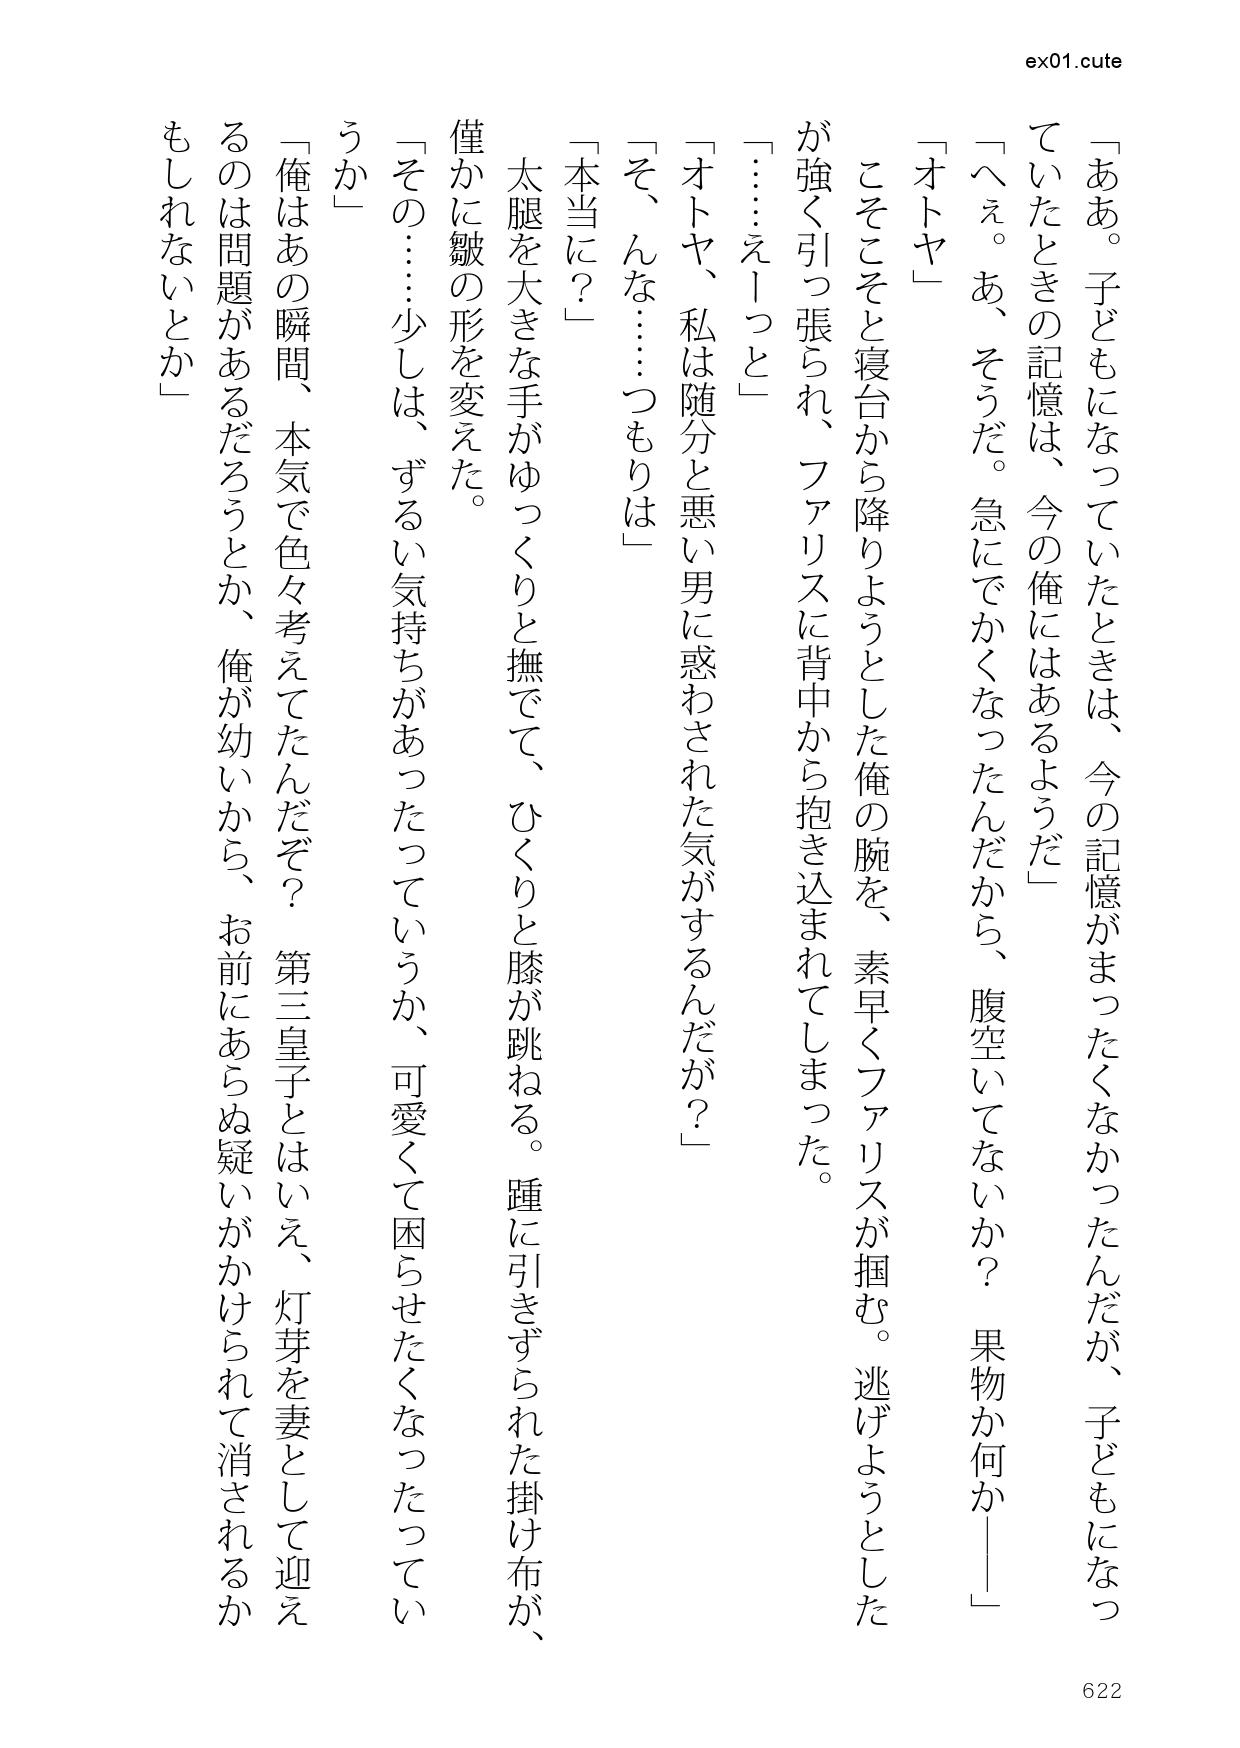 ex01.cute
「ああ。子どもになっていたときは、今の記憶がまったくなかったんだが、子どもになっ
ていたときの記憶は、今の俺にはあるようだ」
「へぇ。あ、そうだ。急にでかくなったんだから、腹空いてないか？　果物か何か――」
「オトヤ」
　こそこそと寝台から降りようとした俺の腕を、素早くファリスが掴む。逃げようとした
が強く引っ張られ、ファリスに背中から抱き込まれてしまった。
「……えーっと」
「オトヤ、私は随分と悪い男に惑わされた気がするんだが？」
「そ、んな……つもりは」
「本当に？」
　太腿を大きな手がゆっくりと撫でて、ひくりと膝が跳ねる。踵に引きずられた掛け布が、
僅かに皺の形を変えた。
「その……少しは、ずるい気持ちがあったっていうか、可愛くて困らせたくなったってい
うか」
「俺はあの瞬間、本気で色々考えてたんだぞ？　第三皇子とはいえ、灯芽を妻として迎え
るのは問題があるだろうとか、俺が幼いから、お前にあらぬ疑いがかけられて消されるか
もしれないとか」
622